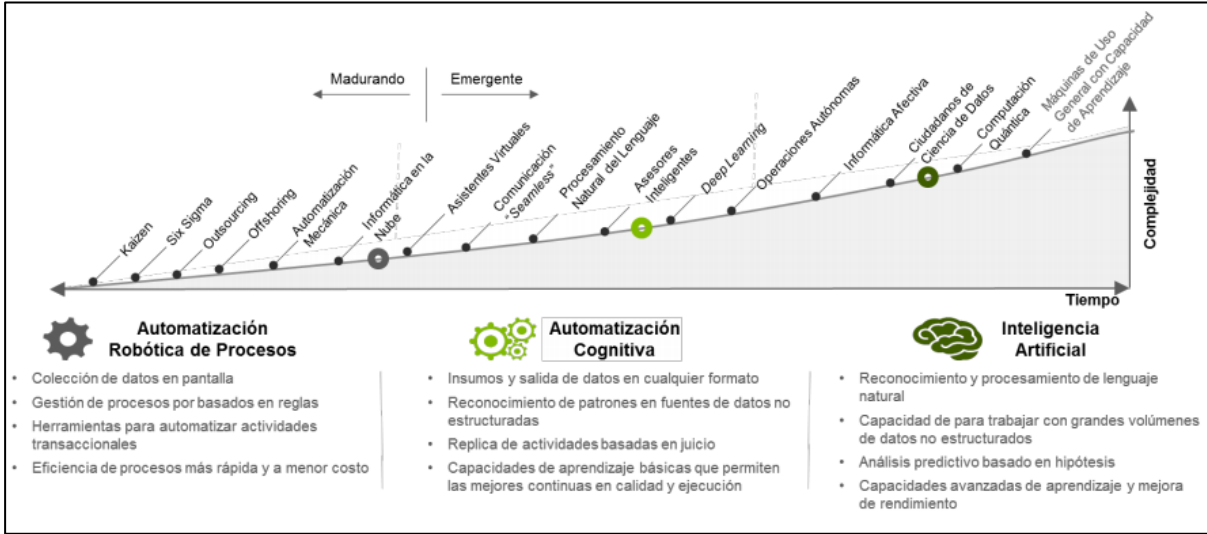 Madurando
Emergente
Kaizen
Six Sigma
Outsourcing
Offshoring
Automatización
Mecánica
Informática en la
Nube
Asistentes Virtuales
Comunicación
"Seamless"
Procesamiento
Natural del Lenguaje
Asesores
Inteligentes
Deep Learning
Operaciones Autónomas
Informática Afectiva
Ciudadanos de
Ciencia de Datos
Computación
Quántica
Máquinas de Uso
General con Capacidad
de Aprendizaje
Complejidad
Tiempo
Automatización
Robótica de Procesos
• Colección de datos en pantalla
• Gestión de procesos por basados en reglas
• Herramientas para automatizar actividades
transaccionales
• Eficiencia de procesos más rápida y a menor costo
Automatización
Cognitiva
• Insumos y salida de datos en cualquier formato
• Reconocimiento de patrones en fuentes de datos no
estructuradas
• Replica de actividades basadas en juicio
• Capacidades de aprendizaje básicas que permiten
las mejores continuas en calidad y ejecución
Inteligencia
Artificial
• Reconocimiento y procesamiento de lenguaje
natural
• Capacidad de para trabajar con grandes volúmenes
de datos no estructurados
• Análisis predictivo basado en hipótesis
• Capacidades avanzadas de aprendizaje y mejora
de rendimiento